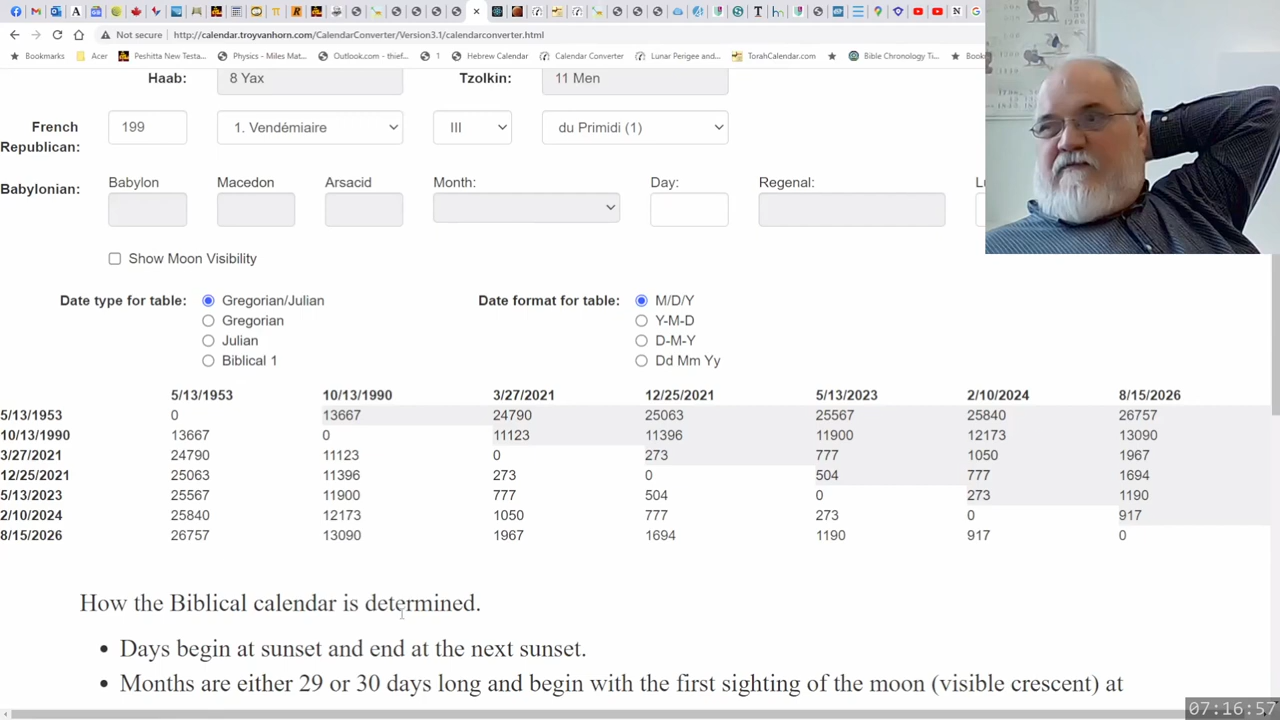 Not secure http://calendar.troyvanhorn.com/CalendarConverter/Version3.1/calendarconverter.html
Bookmarks Acer Peshitta New Testa... Physics - Miles Mat... Outlook.com - thief... 1 Hebrew Calendar Calendar Converter Lunar Perigee and... TorahCalendar.com Bible Chronology Ti...
Haab: 8 Yax Tzolkin: 11 Men
French Republican: 199 1. Vendémiaire III du Primidi (1)
Babylon Macedon Arsacid Month: Day: Regenal:
Babylonian:
Show Moon Visibility
Date type for table: Gregorian/Julian Date format for table: M/D/Y
Gregorian Y-M-D
Julian D-M-Y
Biblical 1 Dd Mm Yy
5/13/1953 10/13/1990 3/27/2021 12/25/2021 5/13/2023 2/10/2024 8/15/2026
5/13/1953 0 13667 24790 25063 25567 25840 26757
10/13/1990 13667 0 11123 11396 11900 12173 13090
3/27/2021 24790 11123 0 273 777 1050 1967
12/25/2021 25063 11396 273 0 504 777 1694
5/13/2023 25567 11900 777 504 0 273 1190
2/10/2024 25840 12173 1050 777 273 0 917
8/15/2026 26757 13090 1967 1694 1190 917 0
How the Biblical calendar is determined.
• Days begin at sunset and end at the next sunset.
• Months are either 29 or 30 days long and begin with the first sighting of the moon (visible crescent) at
07:16:57